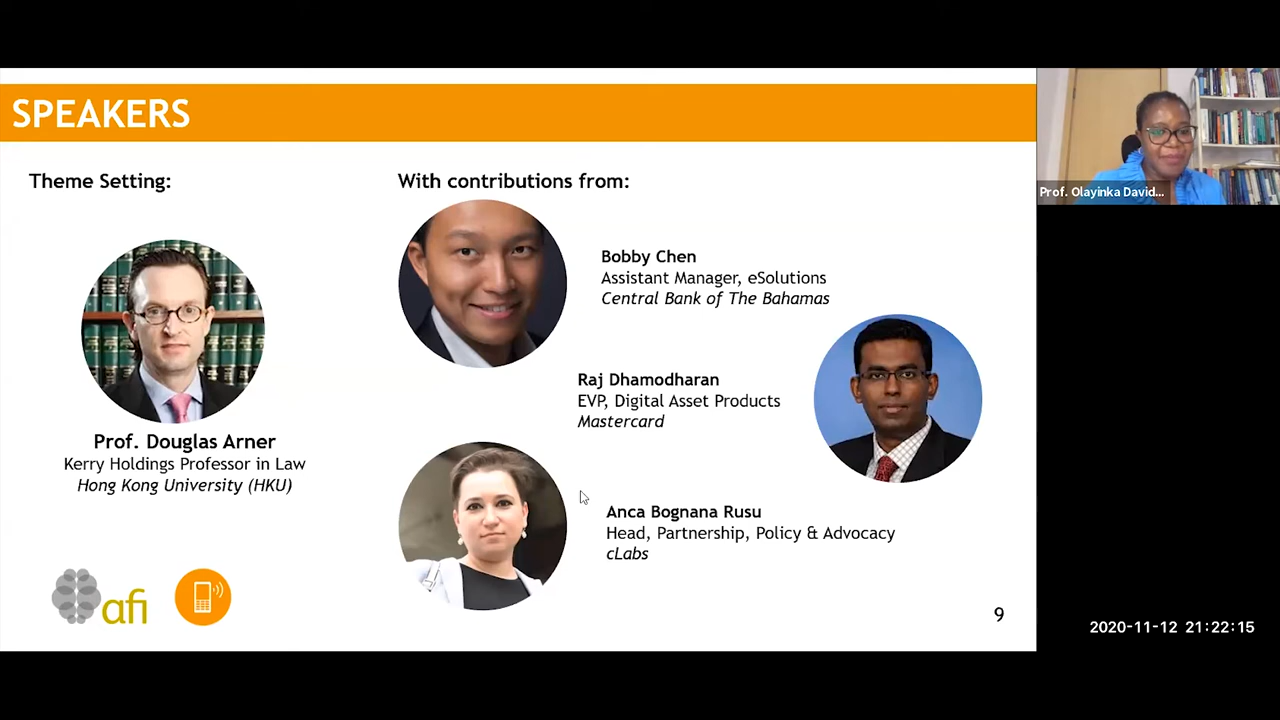 SPEAKERS
Theme Setting:
Prof. Douglas Arner
Kerry Holdings Professor in Law
Hong Kong University (HKU)
With contributions from:
Bobby Chen
Assistant Manager, eSolutions
Central Bank of The Bahamas
Raj Dhamodharan
EVP, Digital Asset Products
Mastercard
Anca Bognana Rusu
Head, Partnership, Policy & Advocacy
cLabs
afi
9
Prof. Olayinka David...
2020-11-12 21:22:15